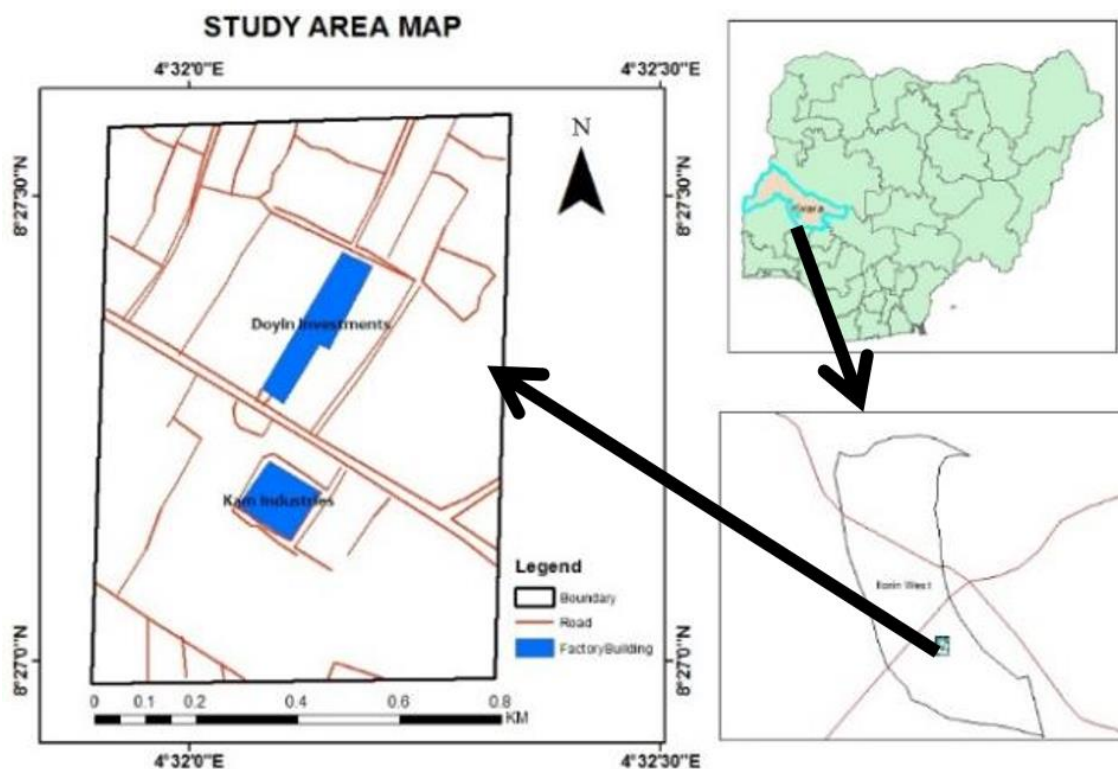 STUDY AREA MAP
4°32'0"E
4°32'30"E
8°27'30"N
8°27'30"N
N
Kwara
Doyin Investments
Kam Industries
Ilorin West
Legend
Boundary
Road
FactoryBuilding
8°27'0"N
8°27'0"N
0 0.1 0.2 0.4 0.6 0.8
KM
4°32'0"E
4°32'30"E